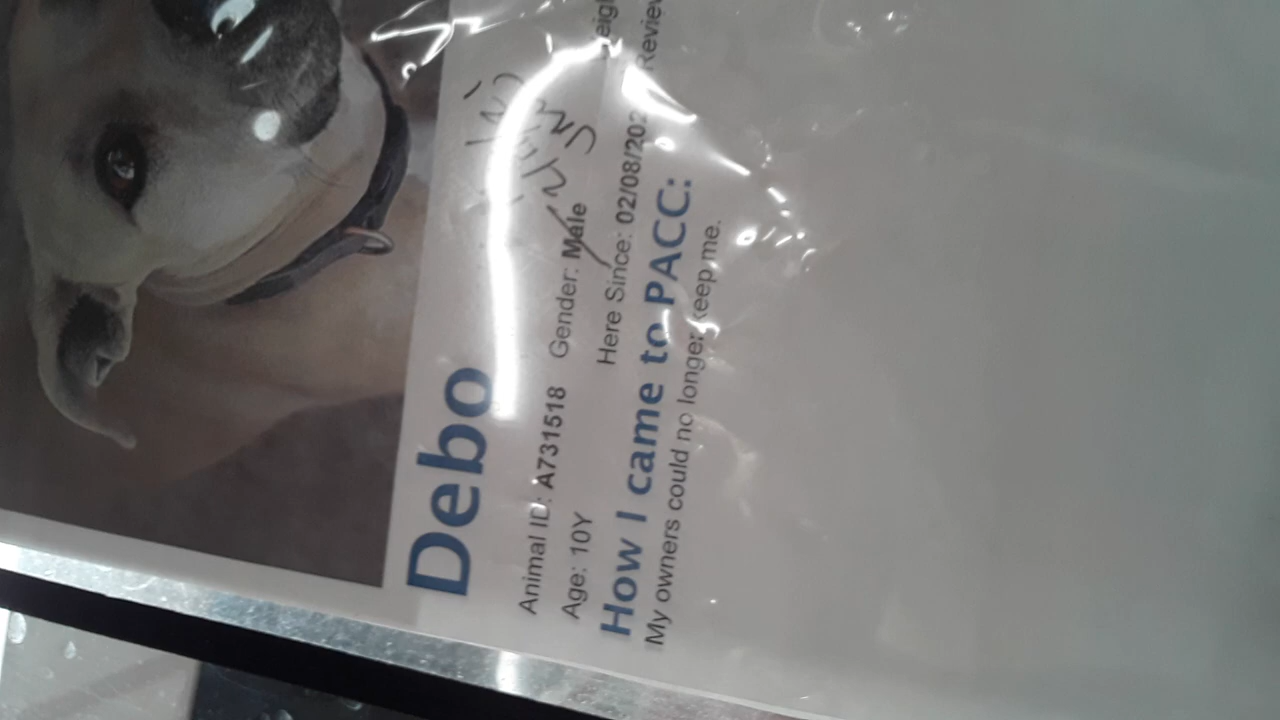 Debo
Animal ID: A731518 Gender: Male
Age: 10Y Here Since: 02/08/202
How I came to PACC:
My owners could no longer keep me.